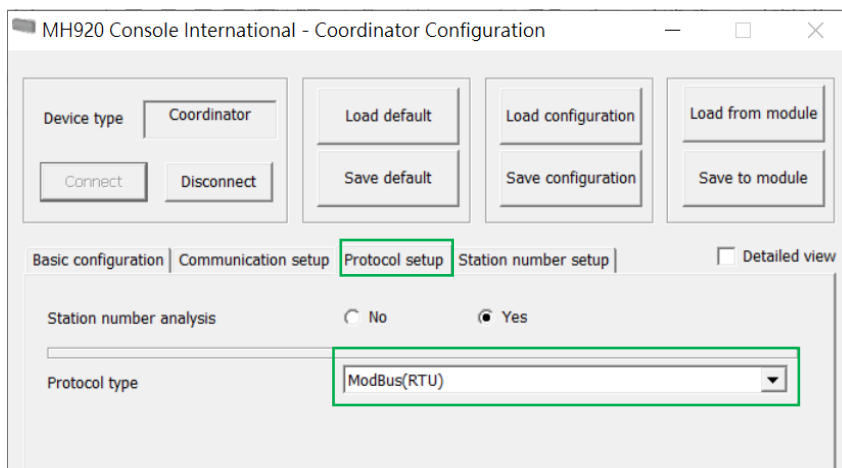 MH920 Console International - Coordinator Configuration
Device type Coordinator Load default Load configuration Load from module
Connect Disconnect Save default Save configuration Save to module
Basic configuration Communication setup Protocol setup Station number setup Detailed view
Station number analysis No Yes
Protocol type ModBus(RTU)